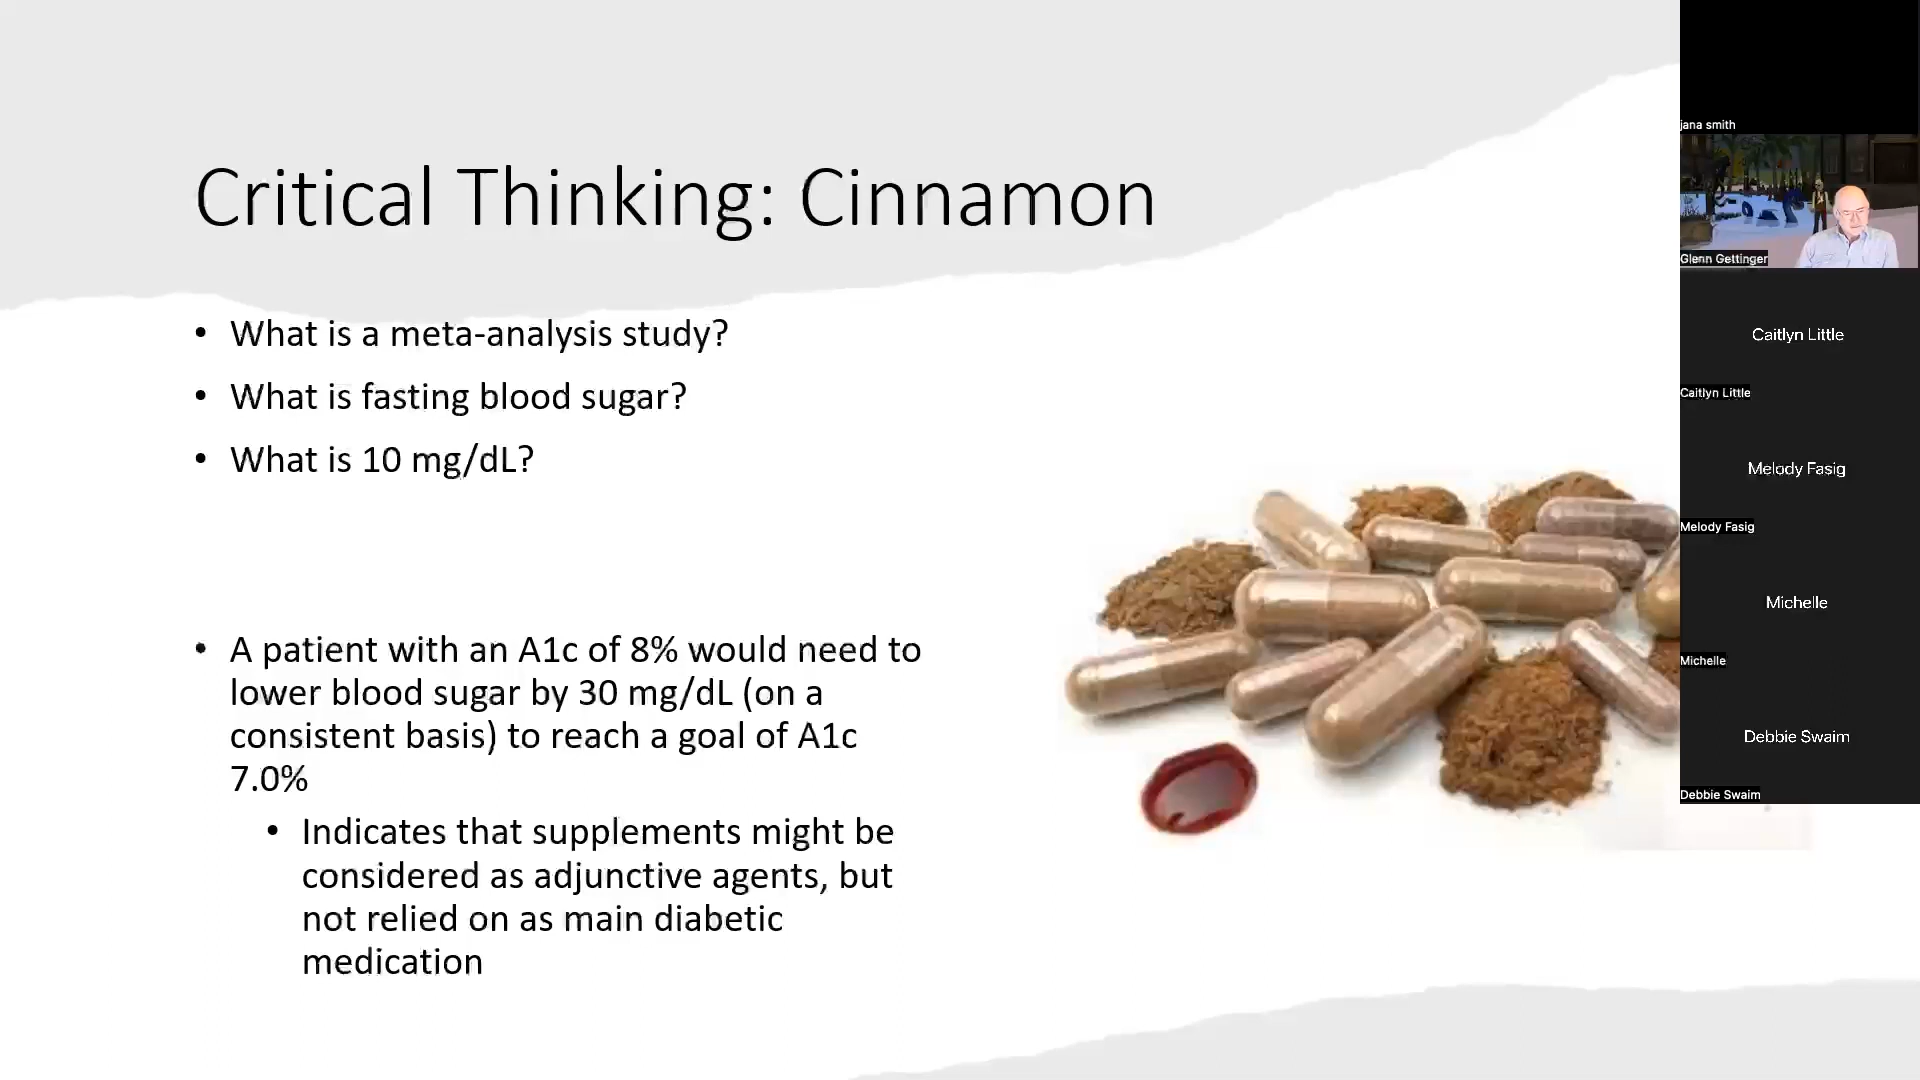 Critical Thinking: Cinnamon
• What is a meta-analysis study?
• What is fasting blood sugar?
• What is 10 mg/dL?
• A patient with an A1c of 8% would need to
lower blood sugar by 30 mg/dL (on a
consistent basis) to reach a goal of A1c
7.0%
• Indicates that supplements might be
considered as adjunctive agents, but
not relied on as main diabetic
medication
jana smith
Glenn Gettinger
Caitlyn Little
Caitlyn Little
Melody Fasig
Melody Fasig
Michelle
Michelle
Debbie Swaim
Debbie Swaim